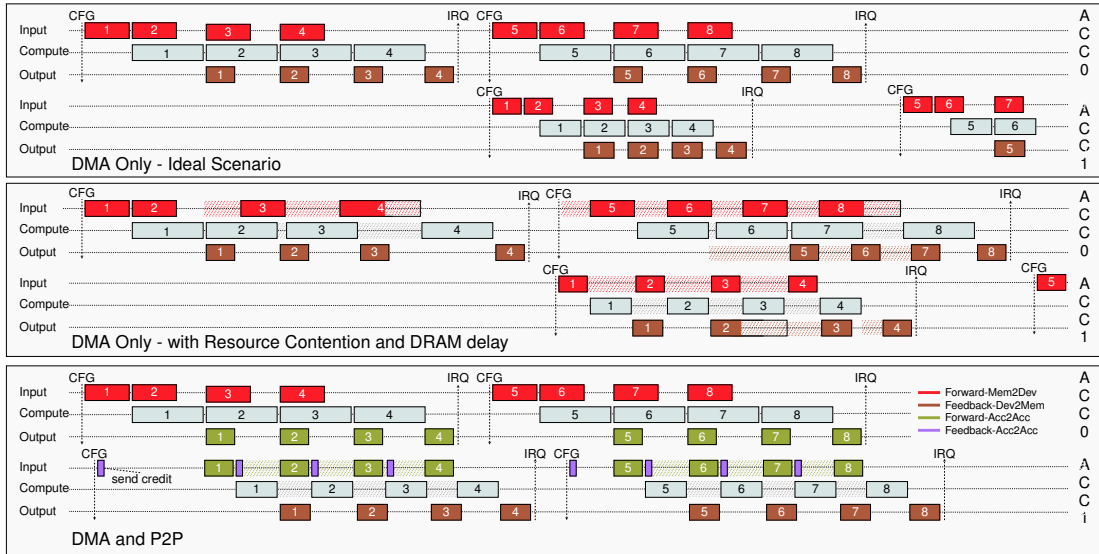 CFG IRQ CFG IRQ
Input 1 2 3 4 5 6 7 8
Compute 1 2 3 4 5 6 7 8
Output 1 2 3 4 5 6 7 8
ACC0
CFG IRQ CFG
Input 1 2 3 4 5 6 7
Compute 1 2 3 4 5 6
Output 1 2 3 4 5
ACC1
DMA Only - Ideal Scenario
CFG IRQ CFG IRQ
Input 1 2 3 4 5 6 7 8
Compute 1 2 3 4 5 6 7 8
Output 1 2 3 4 5 6 7 8
ACC0
CFG IRQ CFG
Input 1 2 3 4 5
Compute 1 2 3 4
Output 1 2 3 4
ACC1
DMA Only - with Resource Contention and DRAM delay
CFG IRQ CFG IRQ
Input 1 2 3 4 5 6 7 8
Compute 1 2 3 4 5 6 7 8
Output 1 2 3 4 5 6 7 8
ACC0
Forward-Mem2Dev
Feedback-Dev2Mem
Forward-Acc2Acc
Feedback-Acc2Acc
CFG IRQ CFG IRQ
Input 1 2 3 4 5 6 7 8
send credit
Compute 1 2 3 4 5 6 7 8
Output 1 2 3 4 5 6 7 8
ACCi
DMA and P2P